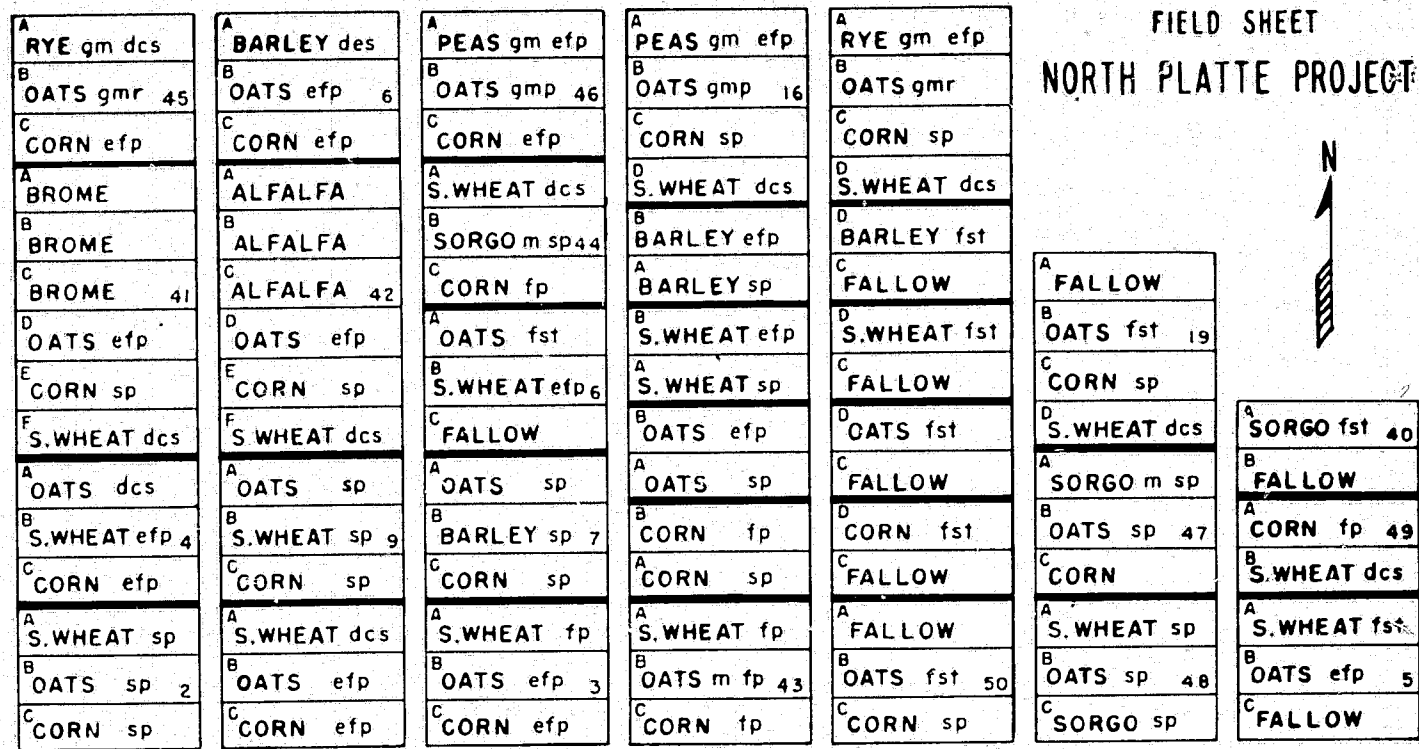 FIELD SHEET
NORTH PLATTE PROJECT
N
A RYE gm dcs
B OATS gmr 45
C CORN efp
A BROME
B BROME
C BROME 41
D OATS efp
E CORN sp
F S.WHEAT dcs
A OATS dcs
B S.WHEAT efp 4
C CORN efp
A S.WHEAT sp
B OATS sp 2
C CORN sp
A BARLEY des
B OATS efp 6
C CORN efp
A ALFALFA
B ALFALFA
C ALFALFA 42
D OATS efp
E CORN sp
F S WHEAT dcs
A OATS sp
B S.WHEAT sp 9
C CORN sp
A S.WHEAT dcs
B OATS efp
C CORN efp
A PEAS gm efp
B OATS gmp 46
C CORN efp
A S.WHEAT dcs
B SORGO m sp 44
C CORN fp
A OATS fst
B S.WHEAT efp 6
C FALLOW
A OATS sp
B BARLEY sp 7
C CORN sp
A S.WHEAT fp
B OATS efp 3
C CORN efp
A PEAS gm efp
B OATS gmp 16
C CORN sp
D S.WHEAT dcs
B BARLEY efp
A BARLEY sp
B S.WHEAT efp
A S.WHEAT sp
B OATS efp
A OATS sp
B CORN fp
A CORN sp
A S.WHEAT fp
B OATS m fp 43
C CORN fp
A RYE gm efp
B OATS gmr
C CORN sp
D S.WHEAT dcs
D BARLEY fst
C FALLOW
D S.WHEAT fst
C FALLOW
D OATS fst
C FALLOW
D CORN fst
C FALLOW
A FALLOW
B OATS fst 50
C CORN sp
A FALLOW
B OATS fst 19
C CORN sp
D S.WHEAT dcs
A SORGO m sp
B OATS sp 47
C CORN
A S.WHEAT sp
B OATS sp 48
C SORGO sp
A SORGO fst 40
B FALLOW
A CORN fp 49
B S.WHEAT dcs
A S.WHEAT fst
B OATS efp 5
C FALLOW